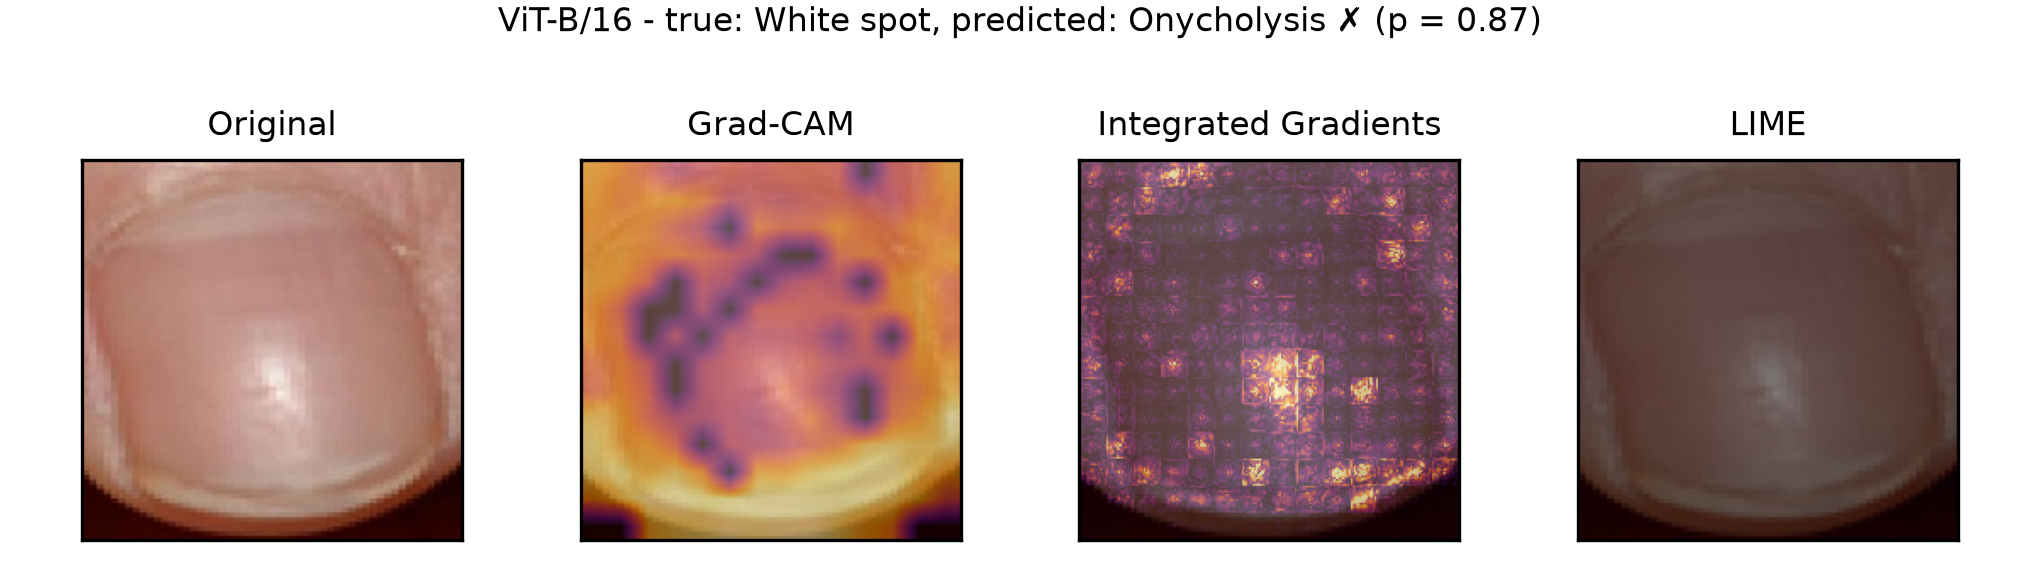 ViT-B/16 - true: White spot, predicted: Onycholysis ✗ (p = 0.87)
Original
Grad-CAM
Integrated Gradients
LIME